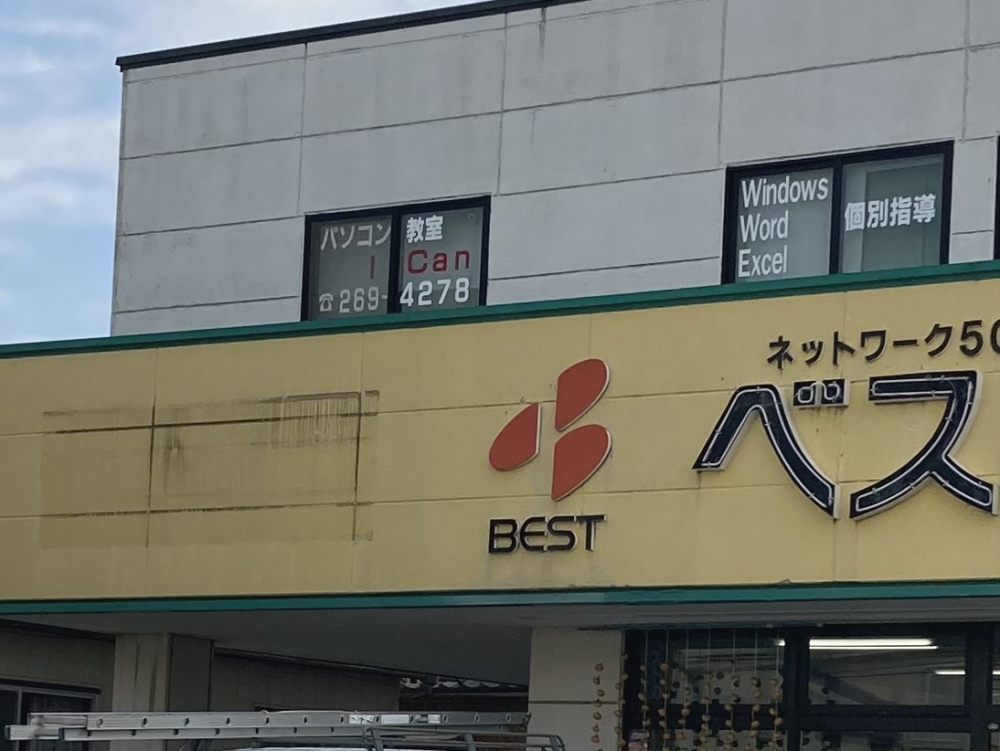 パソコン教室
I Can
☎269-4278
Windows
Word
Excel
個別指導
ネットワーク50
BEST
ベス